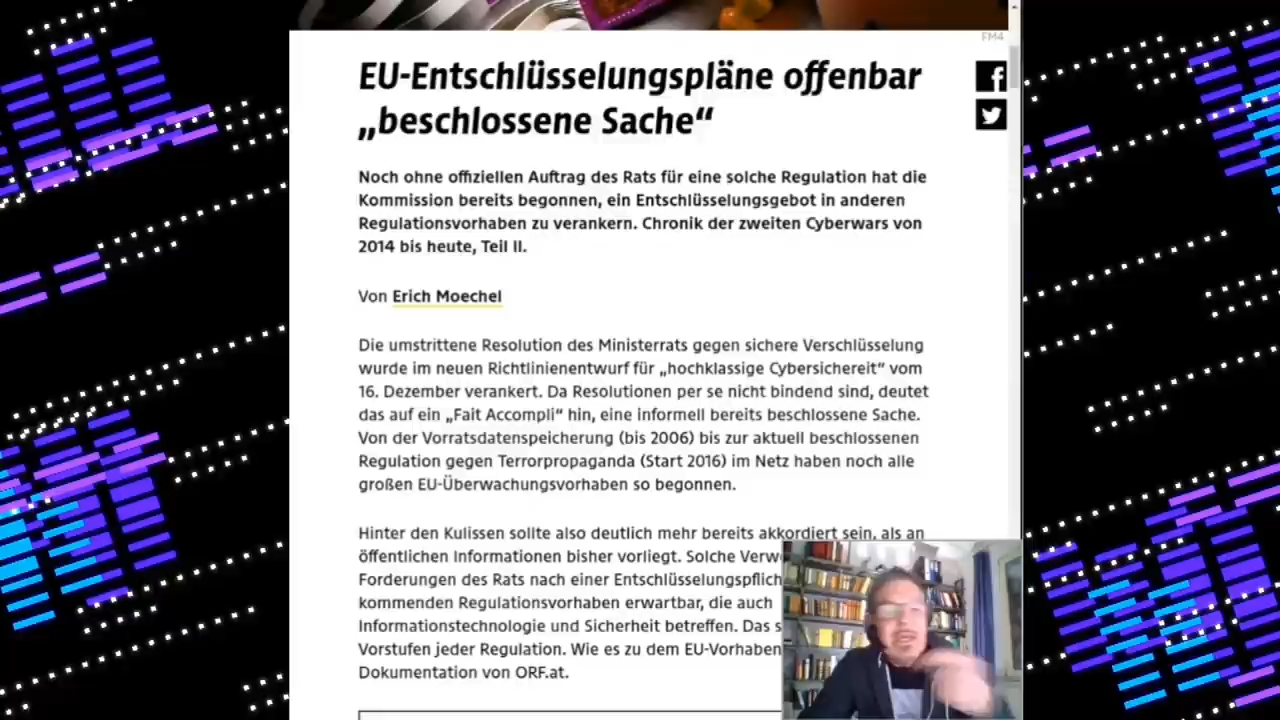 FM4
EU-Entschlüsselungspläne offenbar
„beschlossene Sache“
Noch ohne offiziellen Auftrag des Rats für eine solche Regulation hat die
Kommission bereits begonnen, ein Entschlüsselungsgebot in anderen
Regulationsvorhaben zu verankern. Chronik der zweiten Cyberwars von
2014 bis heute, Teil II.
Von Erich Moechel
Die umstrittene Resolution des Ministerrats gegen sichere Verschlüsselung
wurde im neuen Richtlinienentwurf für „hochklassige Cybersichereit“ vom
16. Dezember verankert. Da Resolutionen per se nicht bindend sind, deutet
das auf ein „Fait Accompli“ hin, eine informell bereits beschlossene Sache.
Von der Vorratsdatenspeicherung (bis 2006) bis zur aktuell beschlossenen
Regulation gegen Terrorpropaganda (Start 2016) im Netz haben noch alle
großen EU-Überwachungsvorhaben so begonnen.
Hinter den Kulissen sollte also deutlich mehr bereits akkordiert sein, als an
öffentlichen Informationen bisher vorliegt. Solche Verw
Forderungen des Rats nach einer Entschlüsselungspflich
kommenden Regulationsvorhaben erwartbar, die auch
Informationstechnologie und Sicherheit betreffen. Das s
Vorstufen jeder Regulation. Wie es zu dem EU-Vorhaben
Dokumentation von ORF.at.